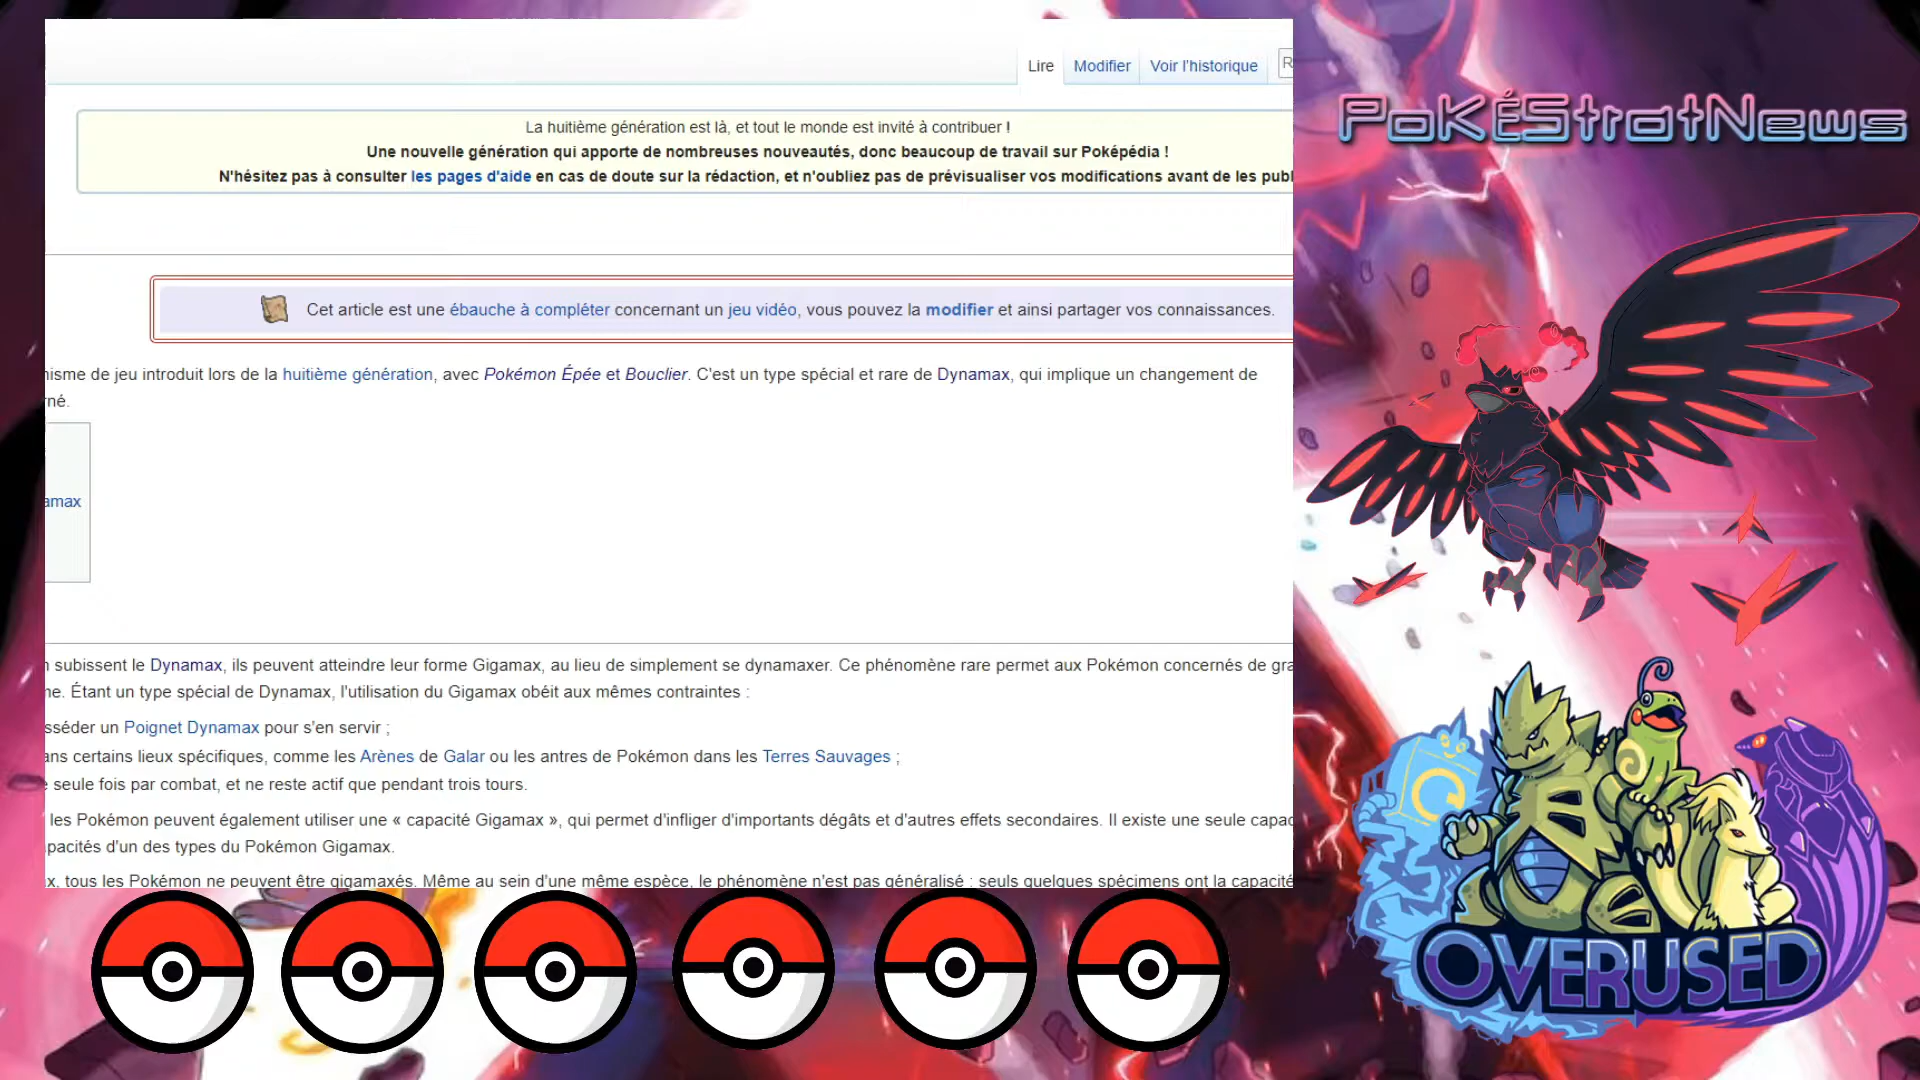 Lire Modifier Voir l'historique
PoKÉStratNews
La huitième génération est là, et tout le monde est invité à contribuer !
Une nouvelle génération qui apporte de nombreuses nouveautés, donc beaucoup de travail sur Poképédia !
N'hésitez pas à consulter les pages d'aide en cas de doute sur la rédaction, et n'oubliez pas de prévisualiser vos modifications avant de les publ
Cet article est une ébauche à compléter concernant un jeu vidéo, vous pouvez la modifier et ainsi partager vos connaissances.
nisme de jeu introduit lors de la huitième génération, avec Pokémon Épée et Bouclier. C'est un type spécial et rare de Dynamax, qui implique un changement de
rné.
amax
n subissent le Dynamax, ils peuvent atteindre leur forme Gigamax, au lieu de simplement se dynamaxer. Ce phénomène rare permet aux Pokémon concernés de gra
ne. Étant un type spécial de Dynamax, l'utilisation du Gigamax obéit aux mêmes contraintes :
sséder un Poignet Dynamax pour s'en servir ;
ans certains lieux spécifiques, comme les Arènes de Galar ou les antres de Pokémon dans les Terres Sauvages ;
e seule fois par combat, et ne reste actif que pendant trois tours.
les Pokémon peuvent également utiliser une « capacité Gigamax », qui permet d'infliger d'importants dégâts et d'autres effets secondaires. Il existe une seule capac
pacités d'un des types du Pokémon Gigamax.
x, tous les Pokémon ne peuvent être gigamaxés. Même au sein d'une même espèce, le phénomène n'est pas généralisé : seuls quelques spécimens ont la capacité
OVERUSED